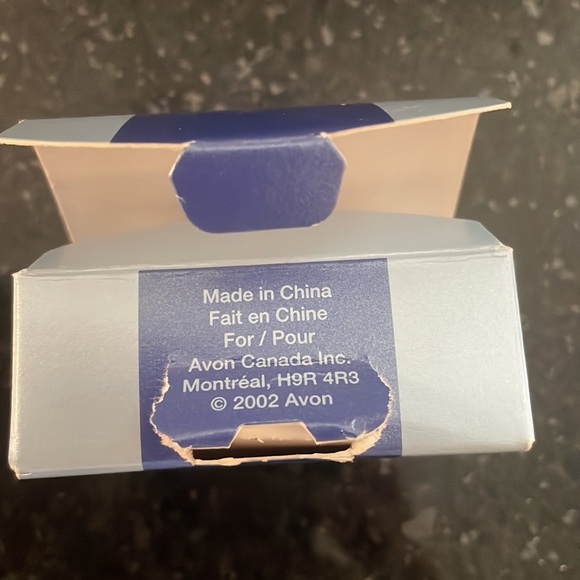 Made in China
Fait en Chine
For / Pour
Avon Canada Inc.
Montréal, H9R 4R3
© 2002 Avon